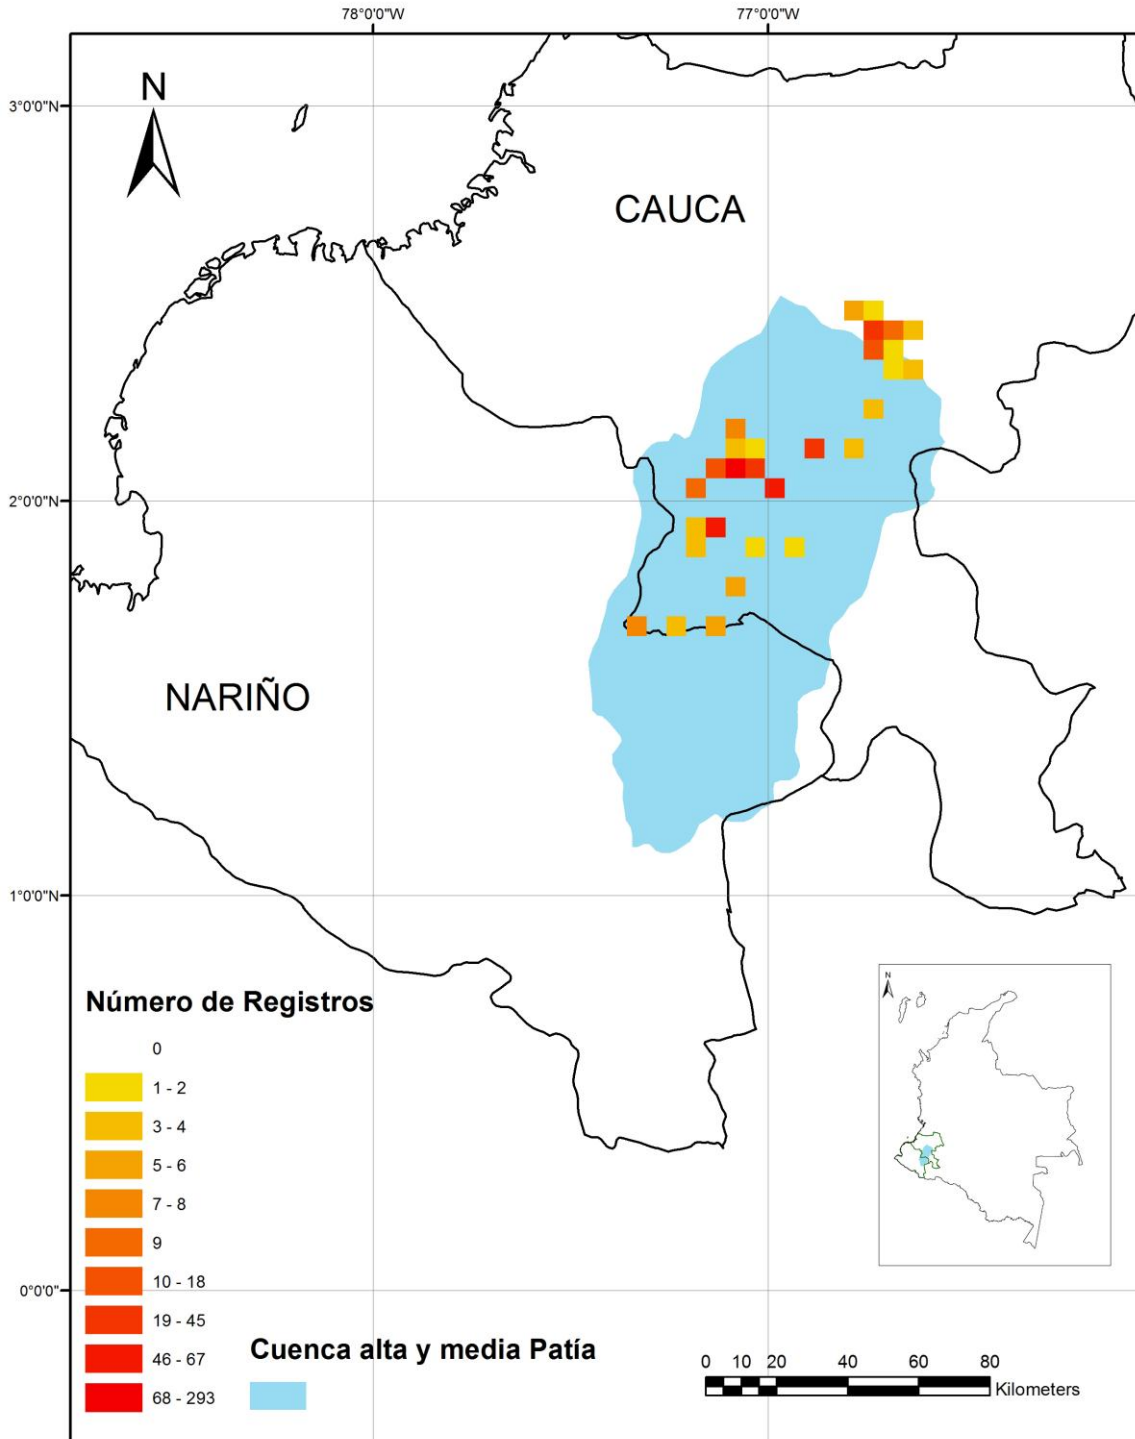 78°0'0"W 77°0'0"W
3°0'0"N
N
CAUCA
2°0'0"N
NARIÑO
1°0'0"N
N
Número de Registros
0
1 - 2
3 - 4
5 - 6
7 - 8
9
10 - 18
19 - 45
46 - 67
68 - 293
0°0'0"
Cuenca alta y media Patía
0 10 20 40 60 80
Kilometers